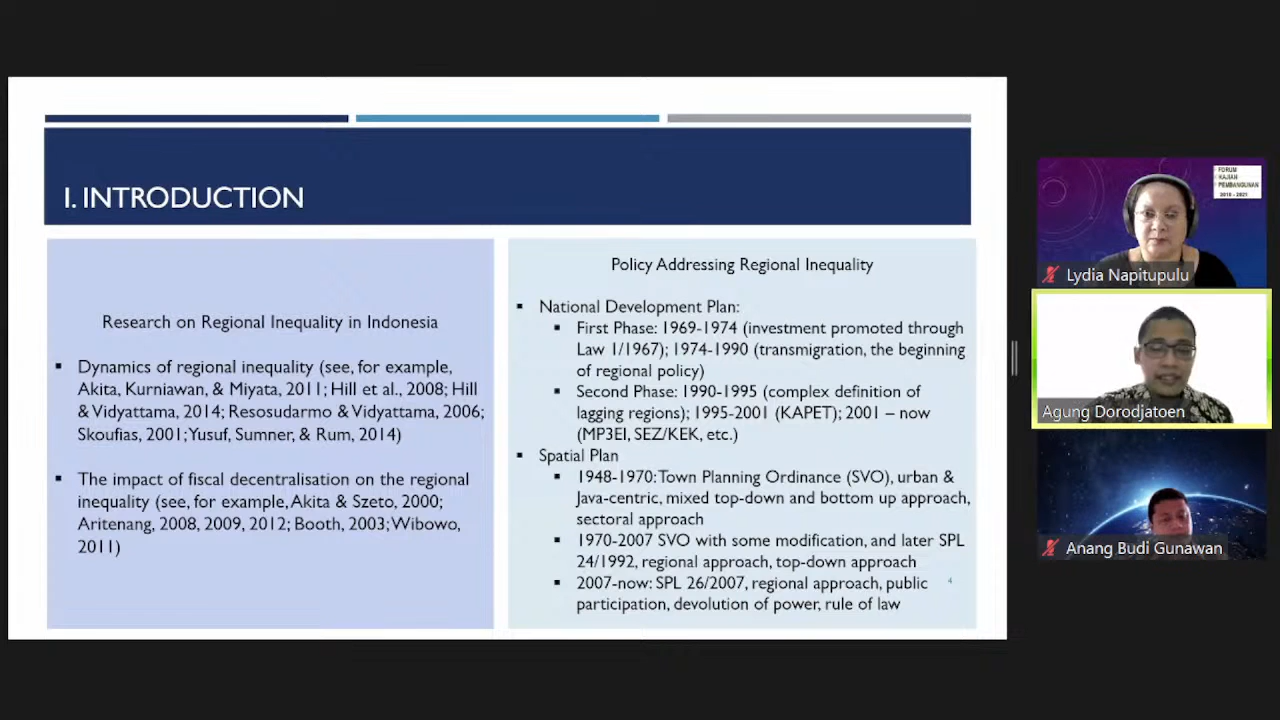 I. INTRODUCTION
Research on Regional Inequality in Indonesia
▪ Dynamics of regional inequality (see, for example,
Akita, Kurniawan, & Miyata, 2011; Hill et al., 2008; Hill
& Vidyattama, 2014; Resosudarmo & Vidyattama, 2006;
Skoufias, 2001; Yusuf, Sumner, & Rum, 2014)
▪ The impact of fiscal decentralisation on the regional
inequality (see, for example, Akita & Szeto, 2000;
Aritenang, 2008, 2009, 2012; Booth, 2003; Wibowo,
2011)
Policy Addressing Regional Inequality
▪ National Development Plan:
▪ First Phase: 1969-1974 (investment promoted through
Law 1/1967); 1974-1990 (transmigration, the beginning
of regional policy)
▪ Second Phase: 1990-1995 (complex definition of
lagging regions); 1995-2001 (KAPET); 2001 – now
(MP3EI, SEZ/KEK, etc.)
▪ Spatial Plan
▪ 1948-1970: Town Planning Ordinance (SVO), urban &
Java-centric, mixed top-down and bottom up approach,
sectoral approach
▪ 1970-2007 SVO with some modification, and later SPL
24/1992, regional approach, top-down approach
▪ 2007-now: SPL 26/2007, regional approach, public
participation, devolution of power, rule of law
4
FORUM
KAJIAN
PEMBANGUNAN
2010 - 2021
Lydia Napitupulu
Agung Dorodjatoen
Anang Budi Gunawan